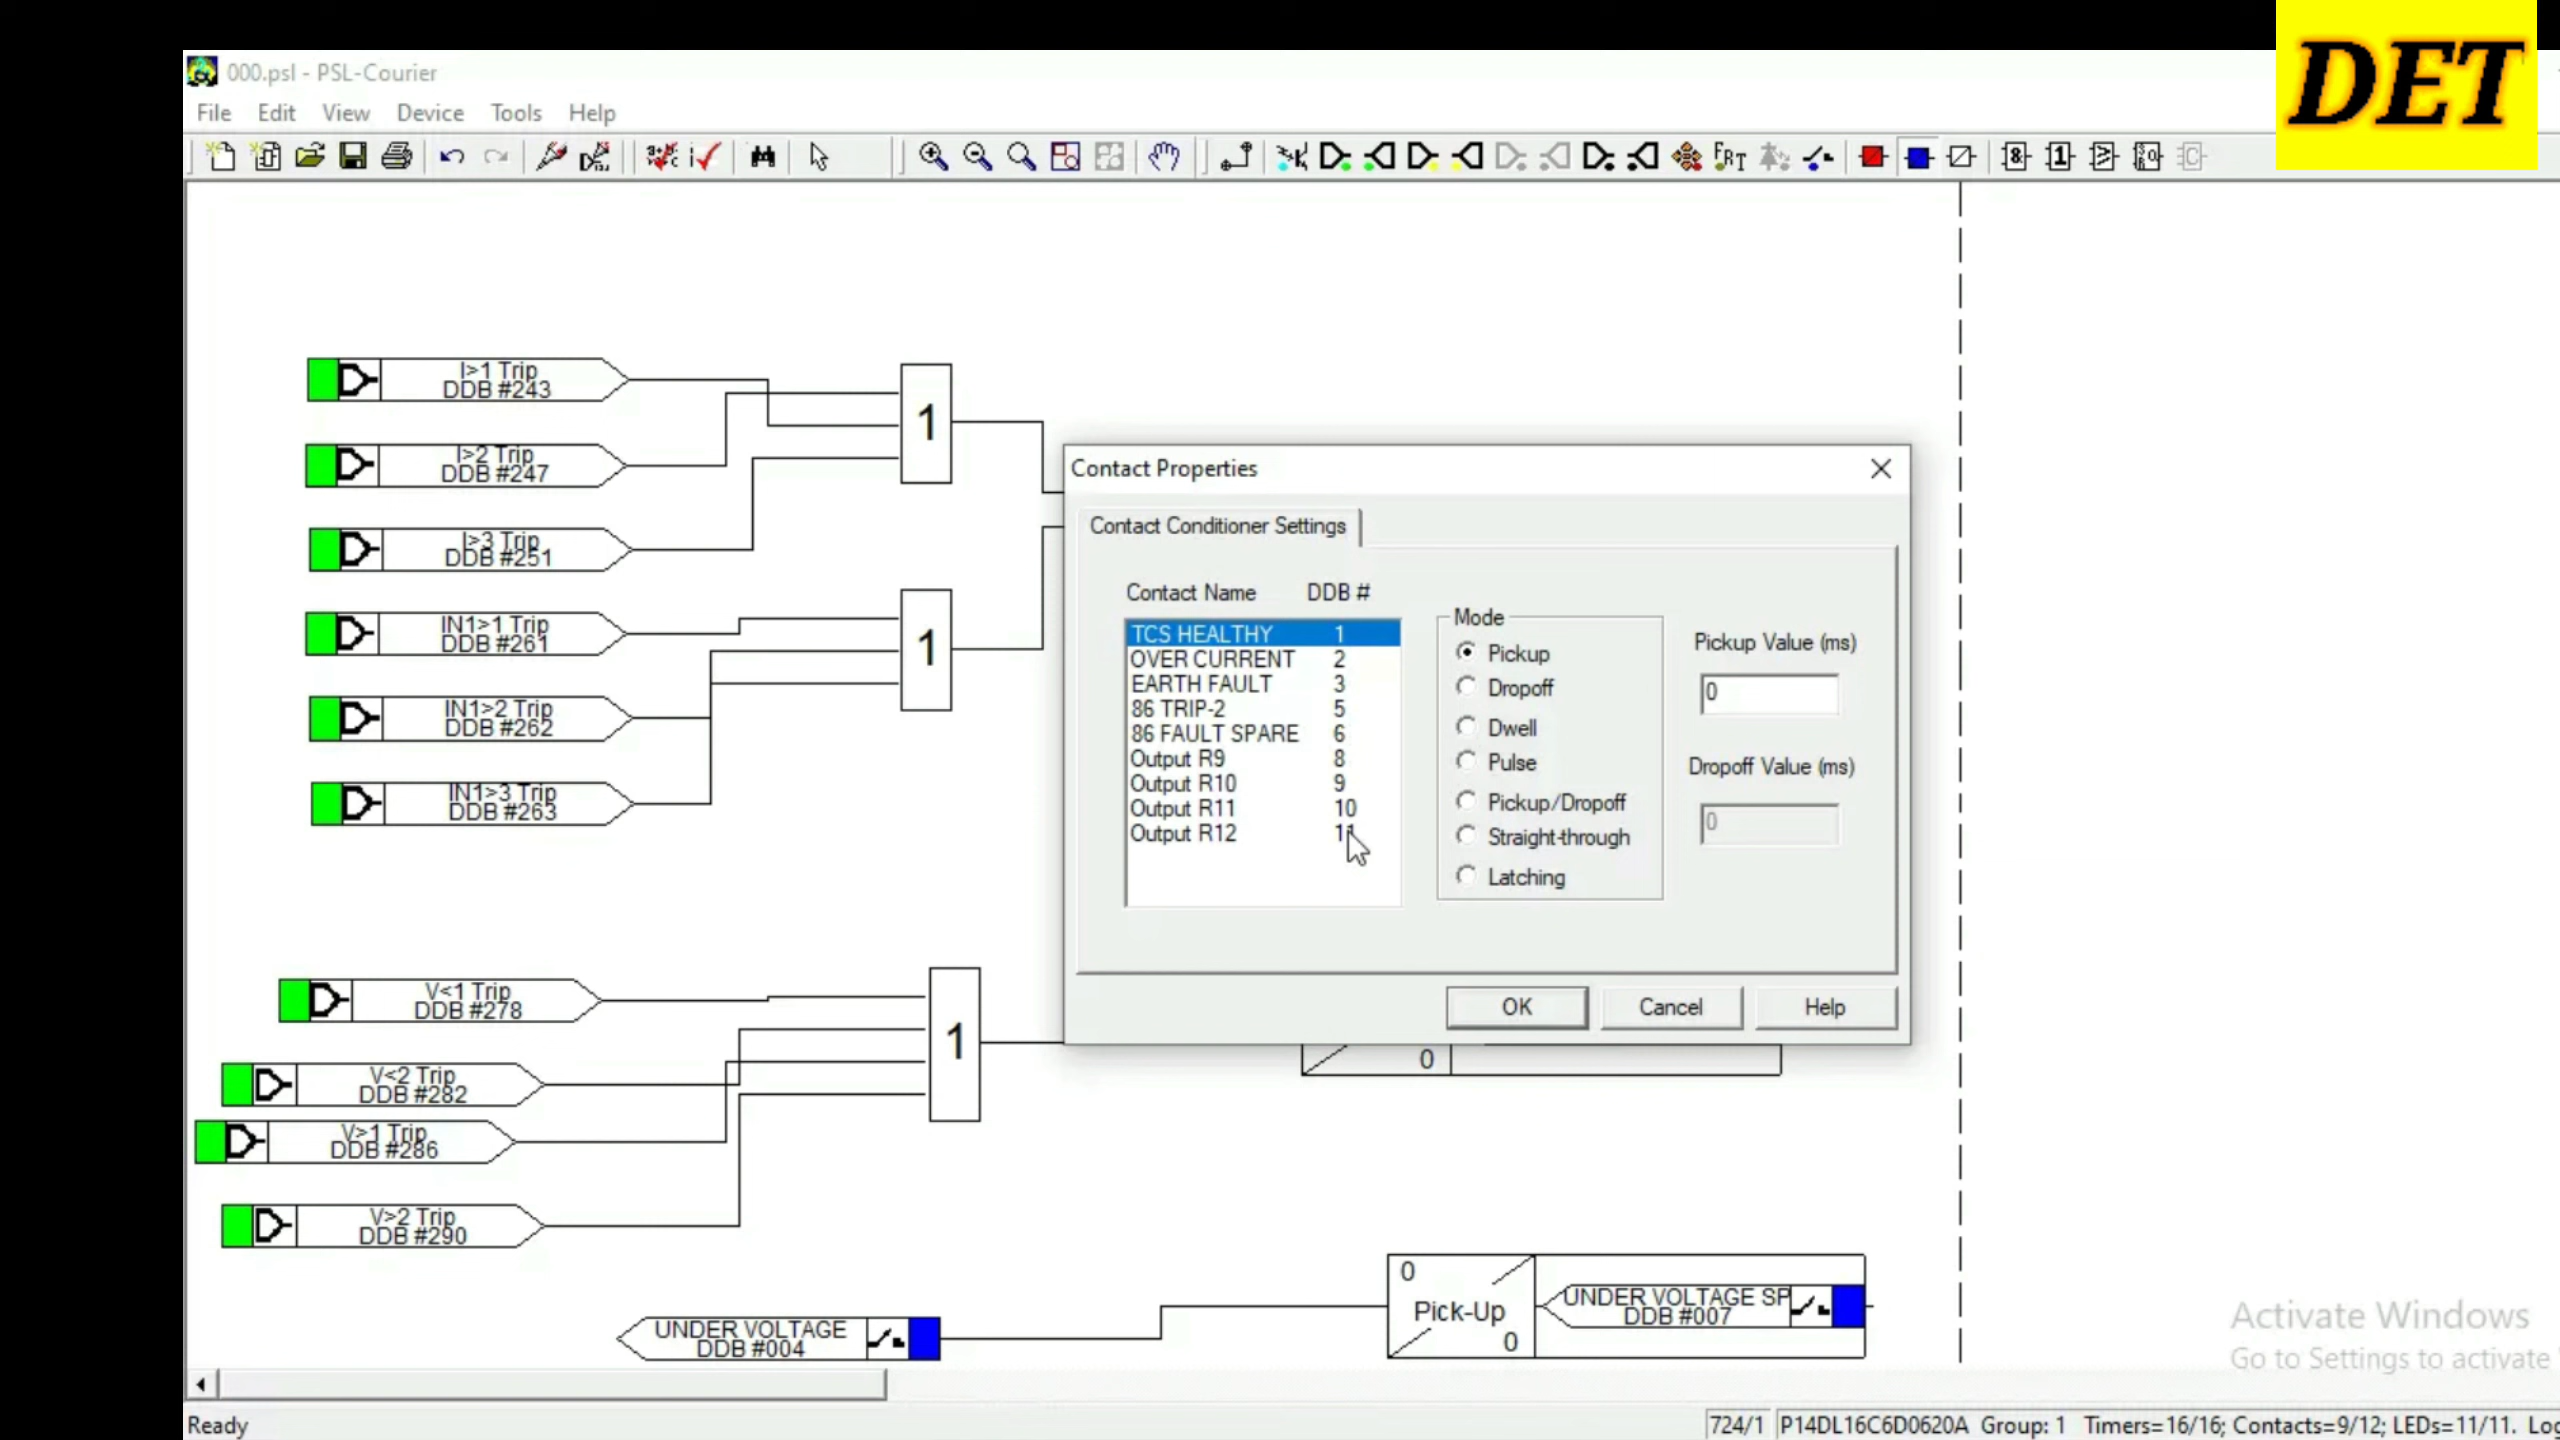 DET
000.psl - PSL-Courier
File Edit View Device Tools Help
I>1 Trip
DDB #243
1
I>2 Trip
DDB #247
I>3 Trip
DDB #251
IN1>1 Trip
DDB #261
1
IN1>2 Trip
DDB #262
IN1>3 Trip
DDB #263
V<1 Trip
DDB #278
1
V<2 Trip
DDB #282
V>1 Trip
DDB #286
V>2 Trip
DDB #290
Contact Properties
Contact Conditioner Settings
Contact Name DDB #
TCS HEALTHY 1
OVER CURRENT 2
EARTH FAULT 3
86 TRIP-2 5
86 FAULT SPARE 6
Output R9 8
Output R10 9
Output R11 10
Output R12 11
Mode
Pickup
Dropoff
Dwell
Pulse
Pickup/Dropoff
Straight-through
Latching
Pickup Value (ms)
0
Dropoff Value (ms)
0
OK Cancel Help
0
0
Pick-Up
0
UNDER VOLTAGE SP
DDB #007
UNDER VOLTAGE
DDB #004
Activate Windows
Go to Settings to activate
Ready
724/1 P14DL16C6D0620A Group: 1 Timers=16/16; Contacts=9/12; LEDs=11/11. Log